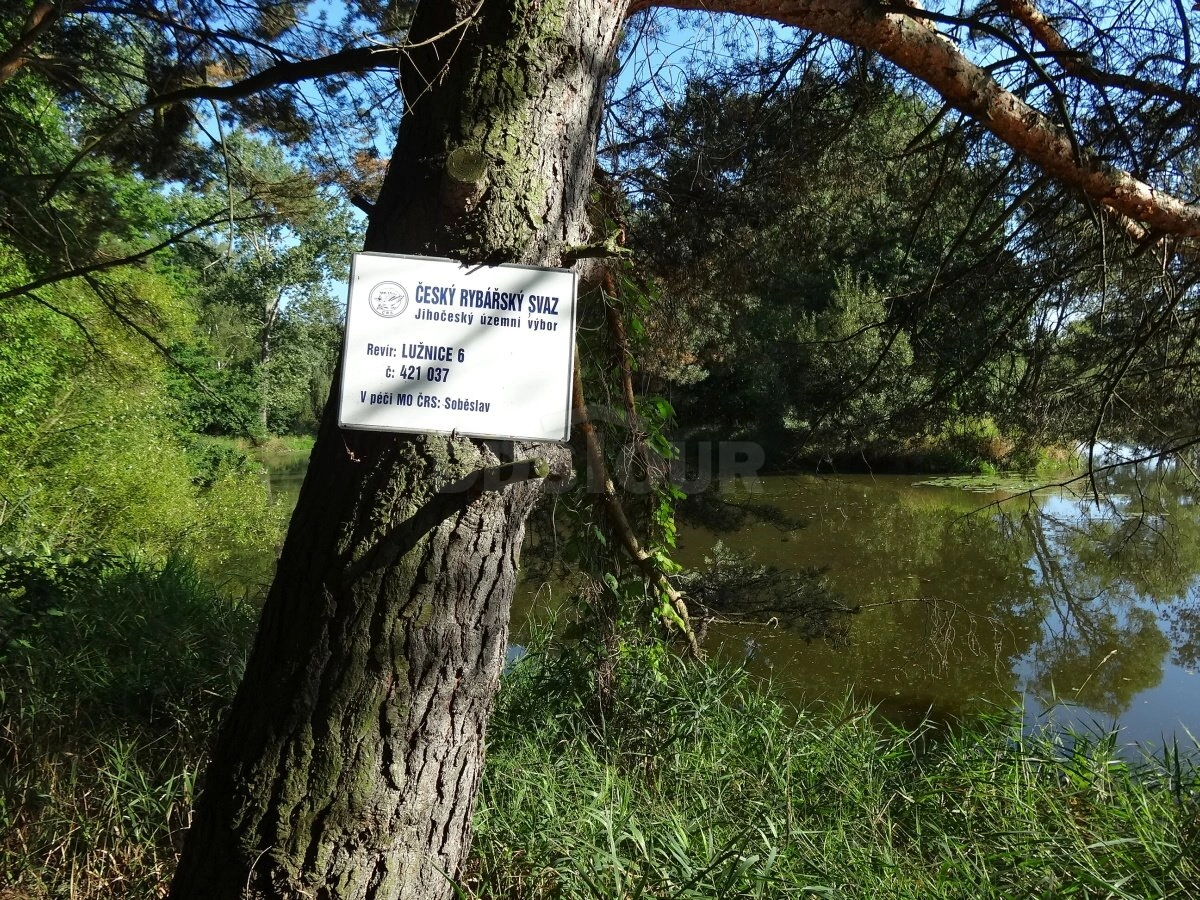 ČESKÝ RYBÁŘSKÝ SVAZ
Jihočeský územní výbor
Revír: LUŽNICE 6
č: 421 037
V péči MO ČRS: Soběslav